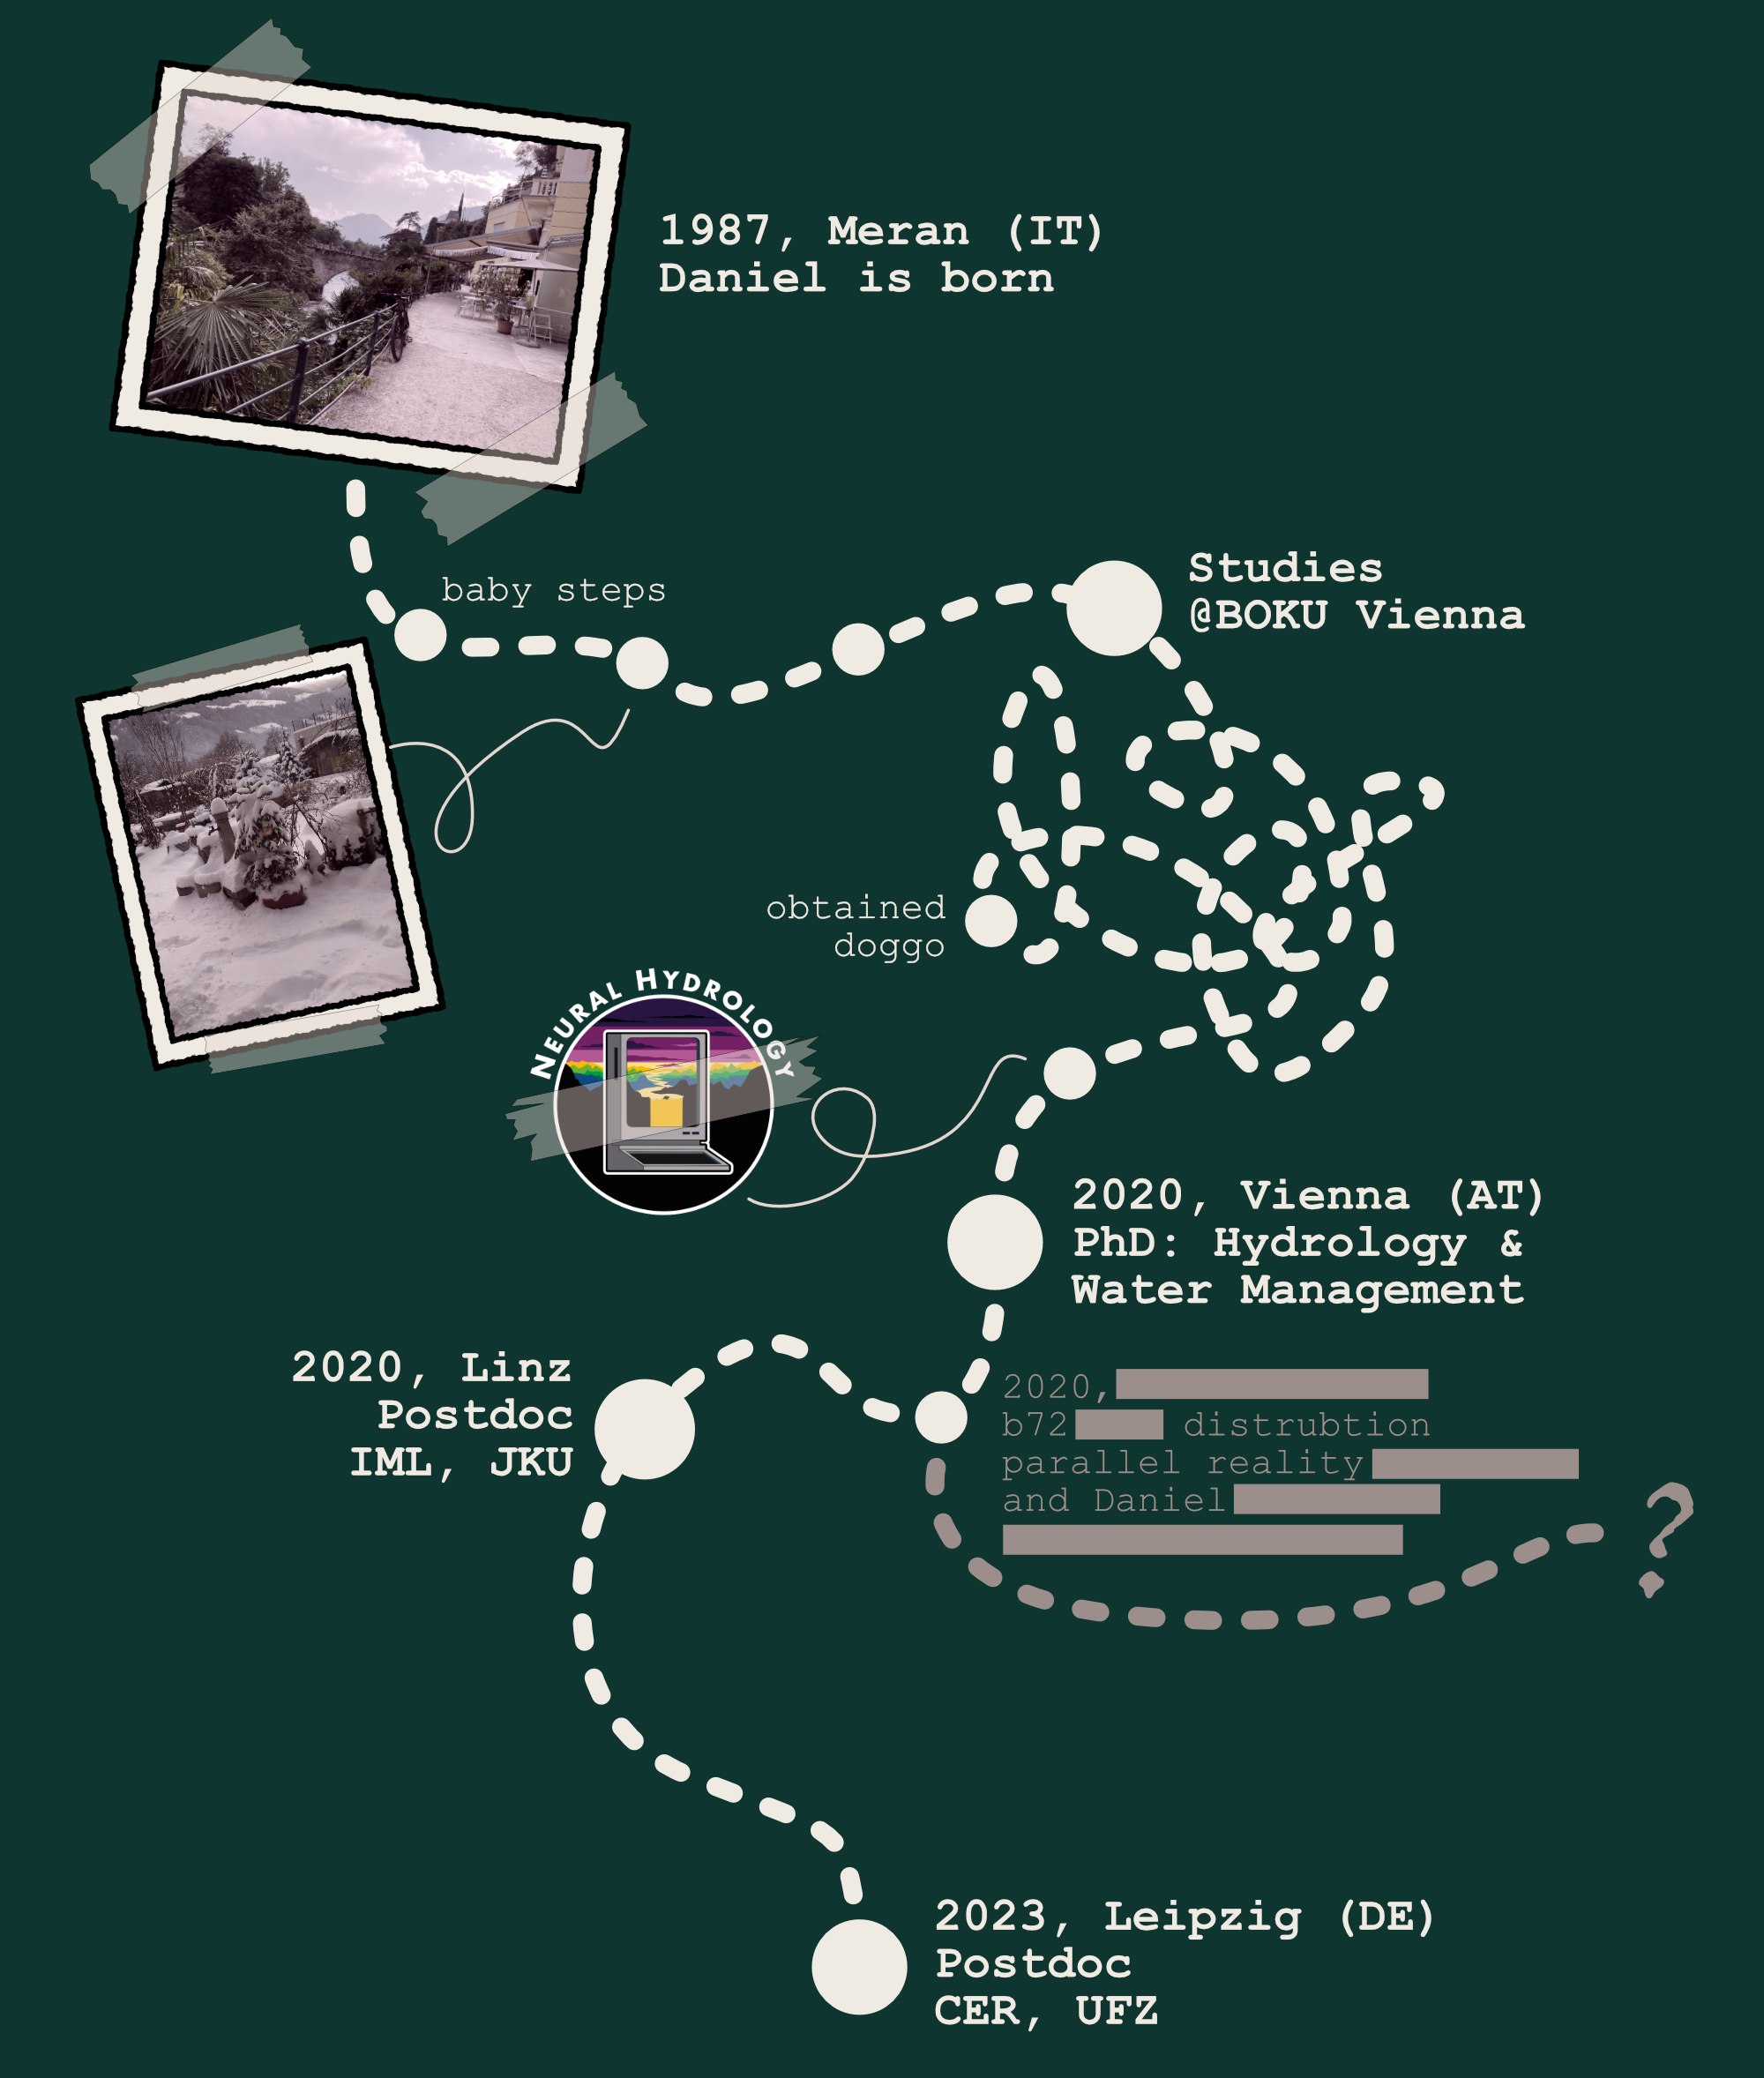 1987, Meran (IT)
Daniel is born
baby steps
Studies
@BOKU Vienna
obtained
doggo
NEURAL HYDROLOGY
2020, Vienna (AT)
PhD: Hydrology &
Water Management
2020, Linz
Postdoc
IML, JKU
2020,
b72 distrubtion
parallel reality
and Daniel
?
2023, Leipzig (DE)
Postdoc
CER, UFZ